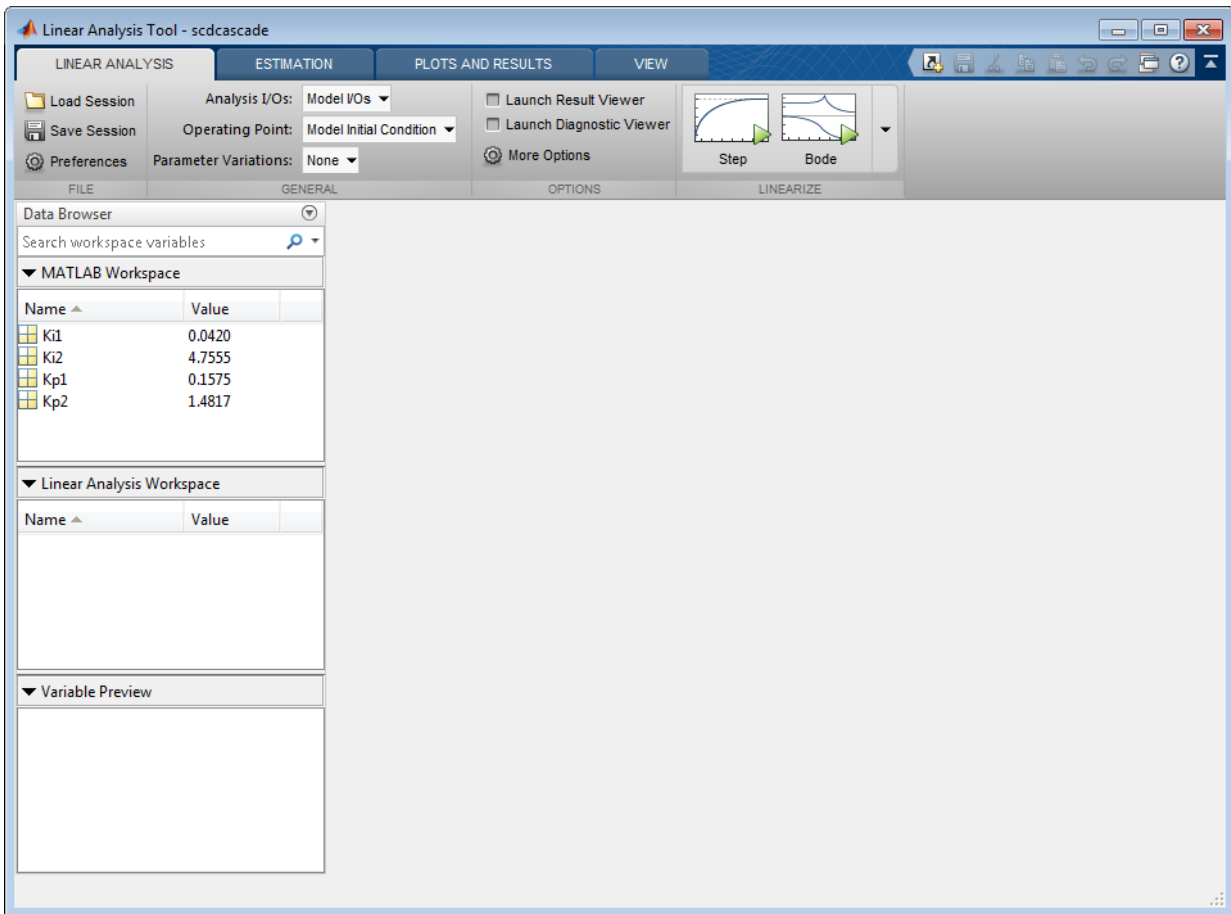 Linear Analysis Tool - scdcascade
LINEAR ANALYSIS ESTIMATION PLOTS AND RESULTS VIEW
Load Session Analysis I/Os: Model I/Os Launch Result Viewer
Save Session Operating Point: Model Initial Condition Launch Diagnostic Viewer
Preferences Parameter Variations: None More Options Step Bode
FILE GENERAL OPTIONS LINEARIZE
Data Browser
Search workspace variables
MATLAB Workspace
Name Value
Ki1 0.0420
Ki2 4.7555
Kp1 0.1575
Kp2 1.4817
Linear Analysis Workspace
Name Value
Variable Preview